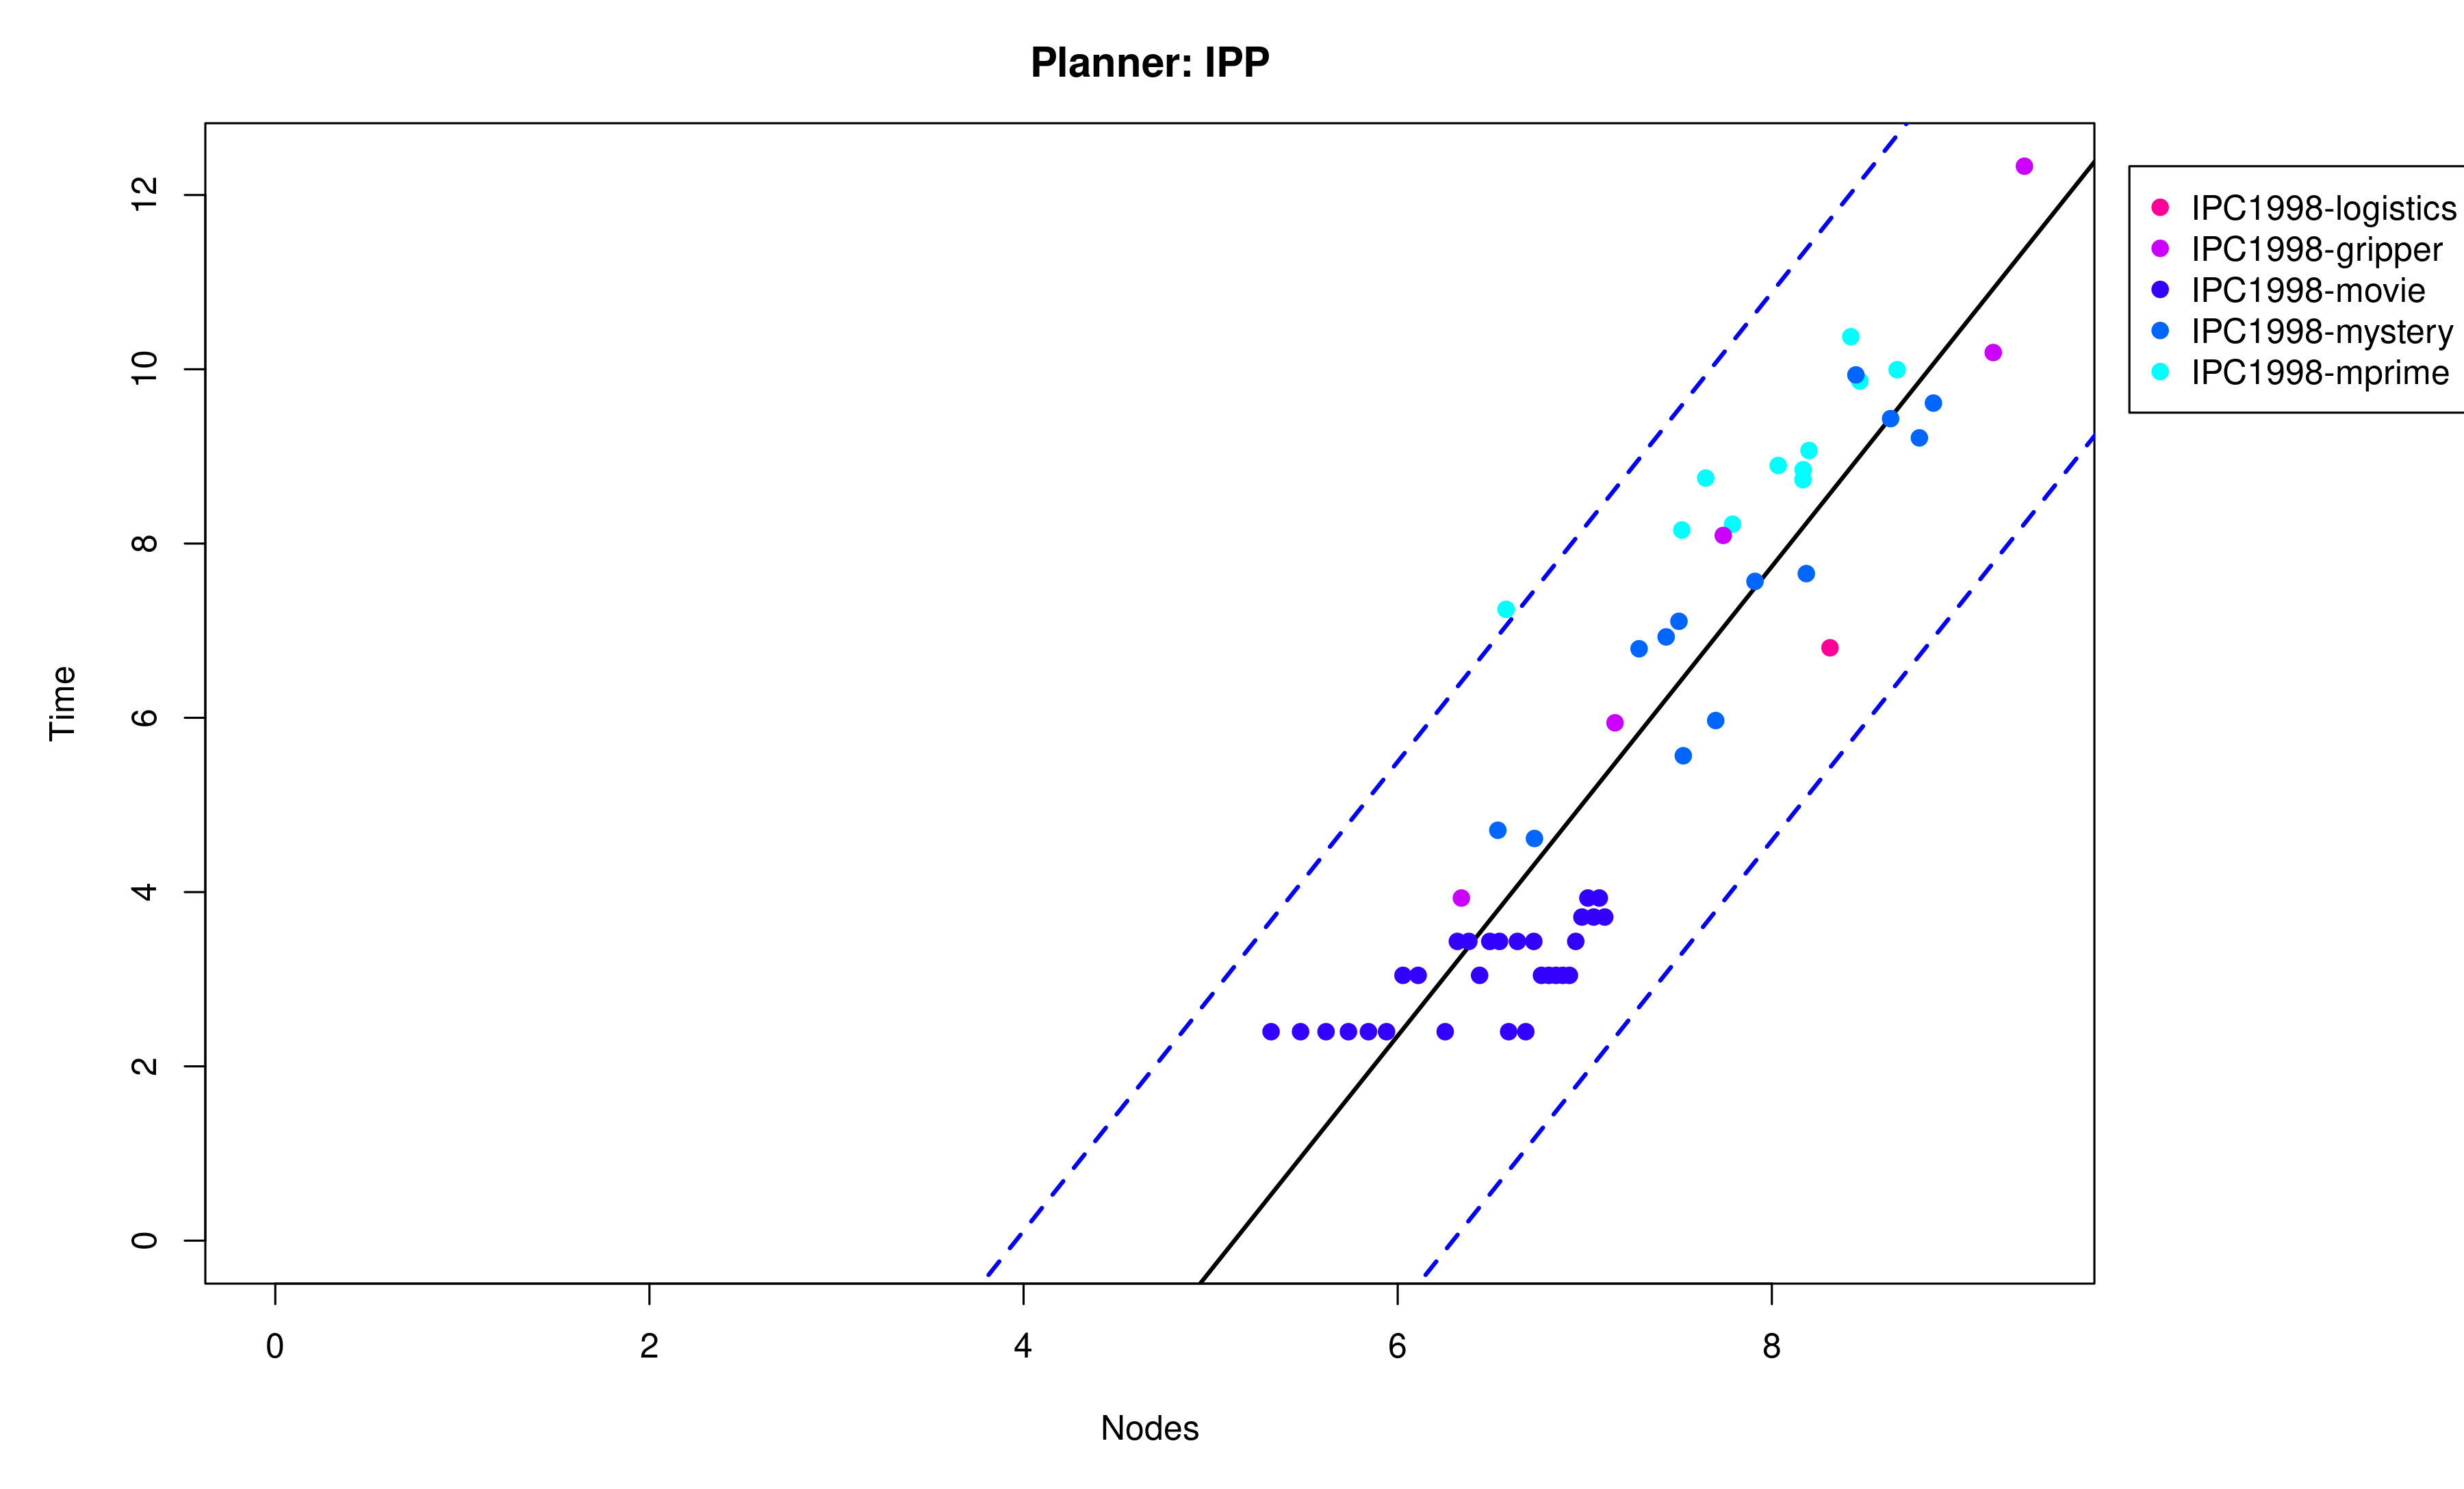 Planner: IPP
12
10
8
6
4
2
0
Time
0 2 4 6 8
Nodes
IPC1998-logistics
IPC1998-gripper
IPC1998-movie
IPC1998-mystery
IPC1998-mprime